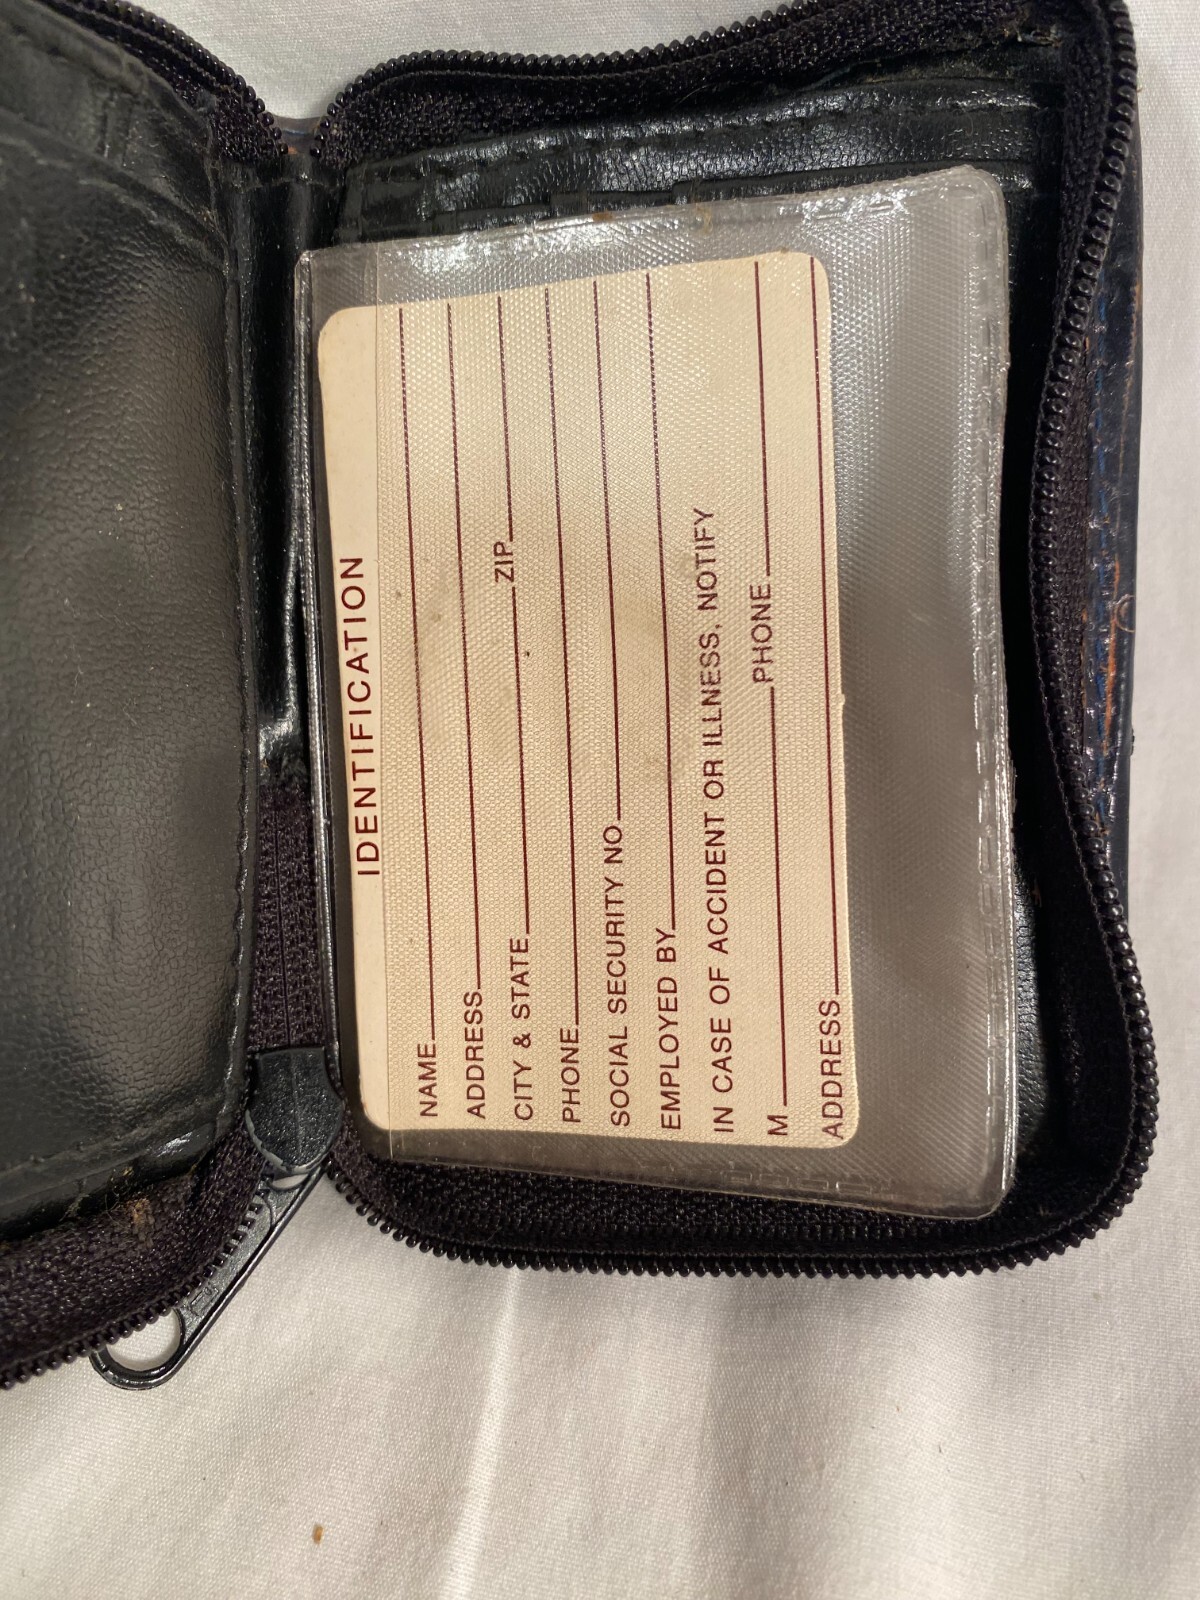 IDENTIFICATION
NAME
ADDRESS
CITY & STATE ZIP
PHONE
SOCIAL SECURITY NO.
EMPLOYED BY
IN CASE OF ACCIDENT OR ILLNESS, NOTIFY
M PHONE
ADDRESS